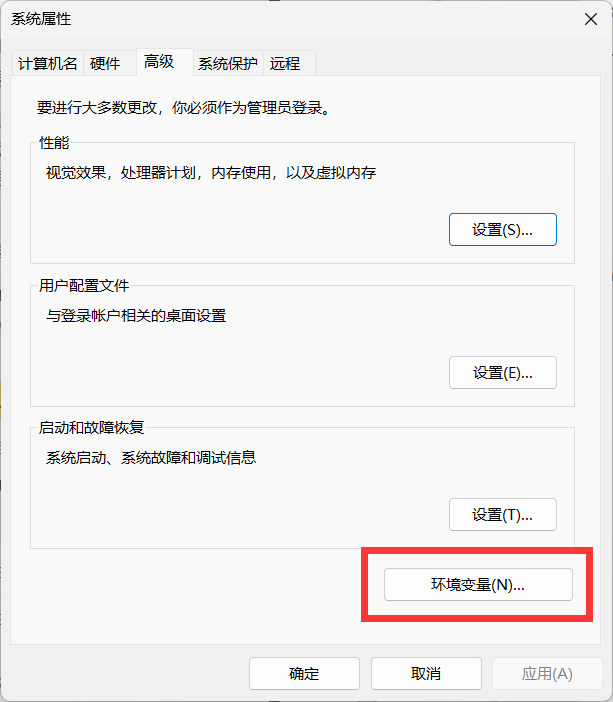 系统属性
计算机名 硬件 高级 系统保护 远程
要进行大多数更改，你必须作为管理员登录。
性能
视觉效果，处理器计划，内存使用，以及虚拟内存
设置(S)...
用户配置文件
与登录帐户相关的桌面设置
设置(E)...
启动和故障恢复
系统启动、系统故障和调试信息
设置(T)...
环境变量(N)...
确定 取消 应用(A)